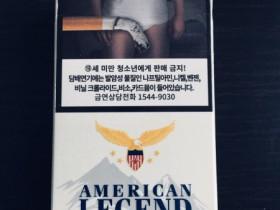 ⑲세 미만 청소년에게 판매 금지!
담배연기에는 발암성 물질인 나프틸아민,니켈,벤젠,
비닐 크롤라이드,비소,카드뮴이 들어있습니다.
금연상담전화 1544-9030
AMERICAN
LEGEND